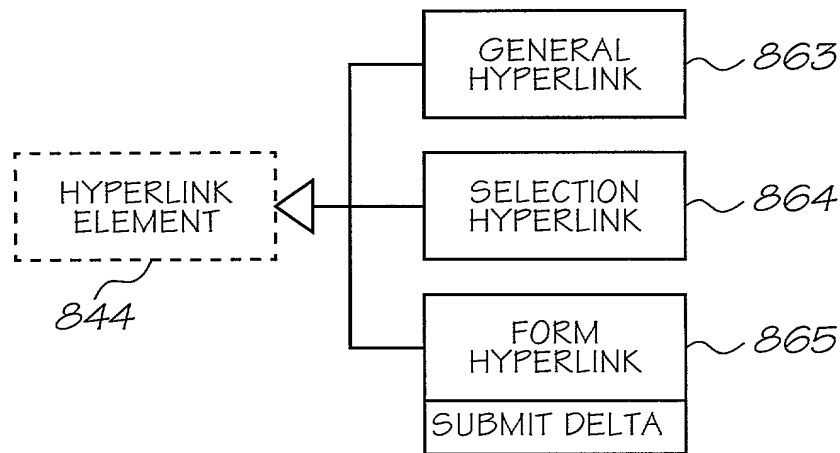 GENERAL
HYPERLINK
863
HYPERLINK
ELEMENT
844
SELECTION
HYPERLINK
864
FORM
HYPERLINK
865
SUBMIT DELTA